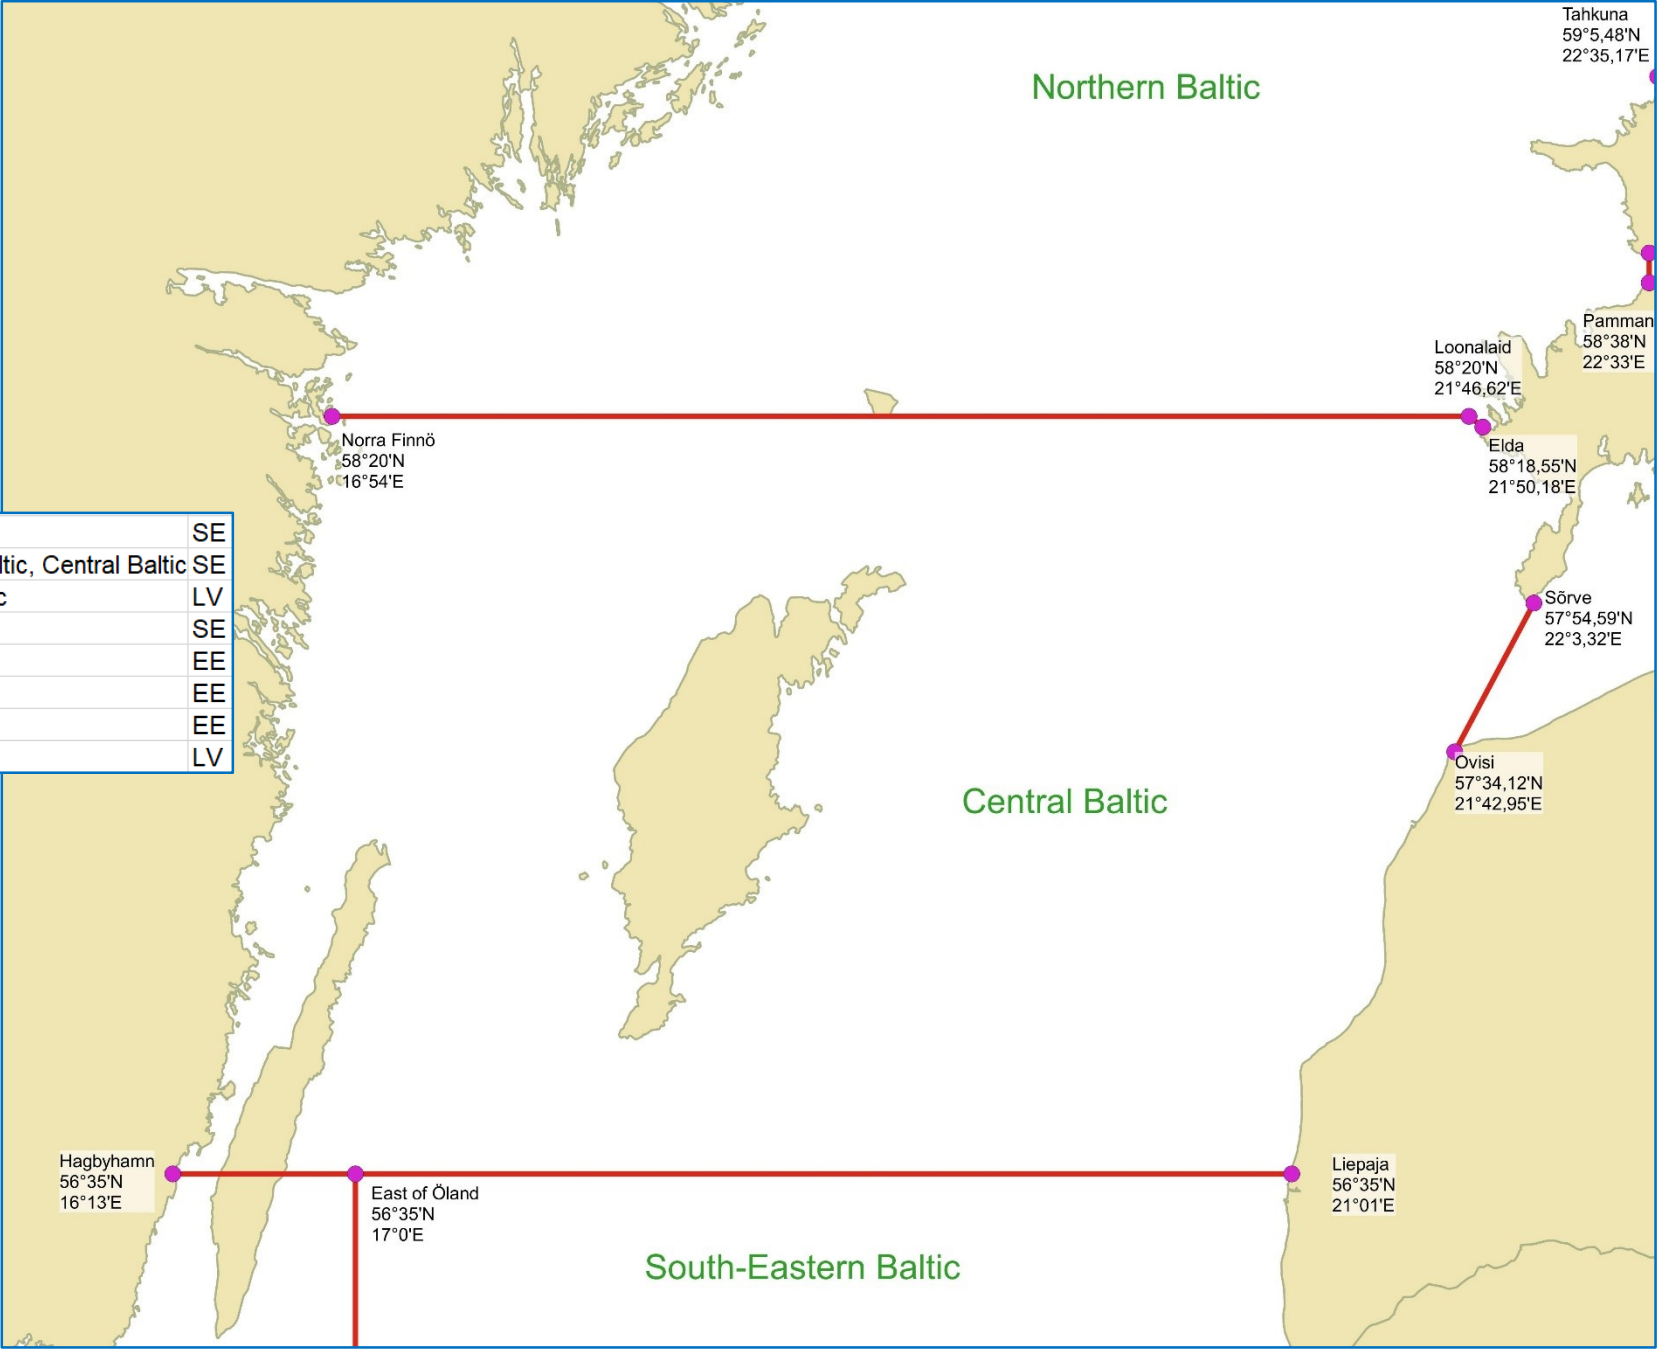 Tahkuna
59°5,48'N
22°35,17'E
Northern Baltic
Pamman
58°38'N
22°33'E
Loonalaid
58°20'N
21°46,62'E
Norra Finnö
58°20'N
16°54'E
Elda
58°18,55'N
21°50,18'E
SE
ltic, Central Baltic SE
c LV
SE
EE
EE
EE
LV
Sõrve
57°54,59'N
22°3,32'E
Ovisi
57°34,12'N
21°42,95'E
Central Baltic
Hagbyhamn
56°35'N
16°13'E
East of Öland
56°35'N
17°0'E
Liepaja
56°35'N
21°01'E
South-Eastern Baltic